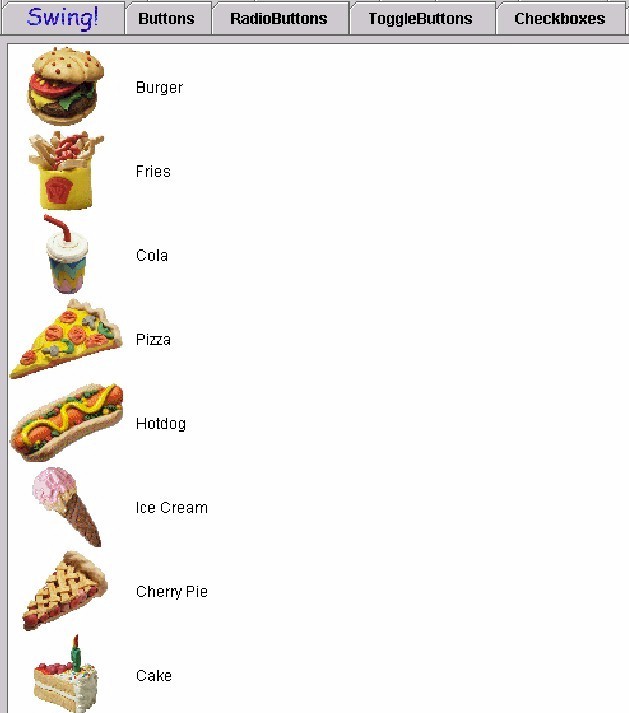 Swing! Buttons RadioButtons ToggleButtons Checkboxes
Burger
Fries
Cola
Pizza
Hotdog
Ice Cream
Cherry Pie
Cake